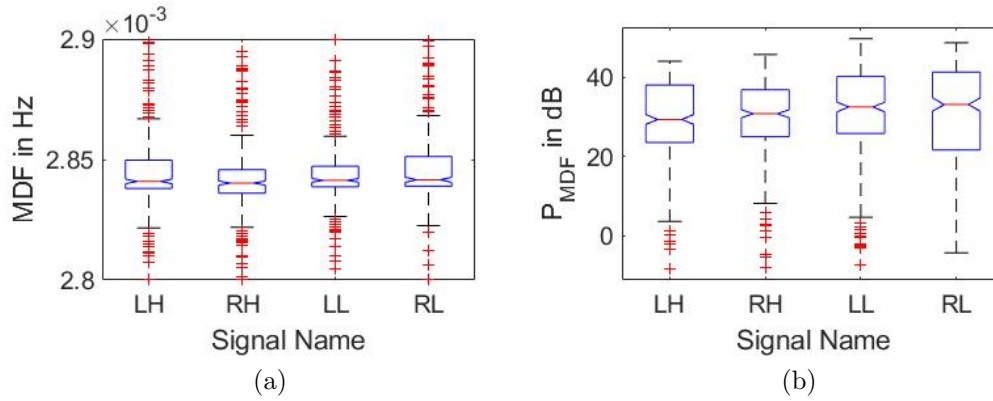 ×10⁻³
2.9
2.85
2.8
MDF in Hz
LH RH LL RL
Signal Name
(a)
40
20
0
P_MDF in dB
LH RH LL RL
Signal Name
(b)